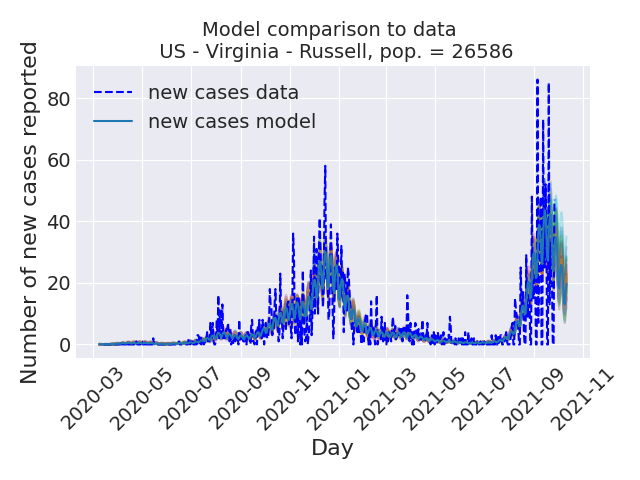 Model comparison to data
US - Virginia - Russell, pop. = 26586
new cases data
new cases model
Number of new cases reported
80
60
40
20
0
2020-03
2020-05
2020-07
2020-09
2020-11
2021-01
2021-03
2021-05
2021-07
2021-09
2021-11
Day